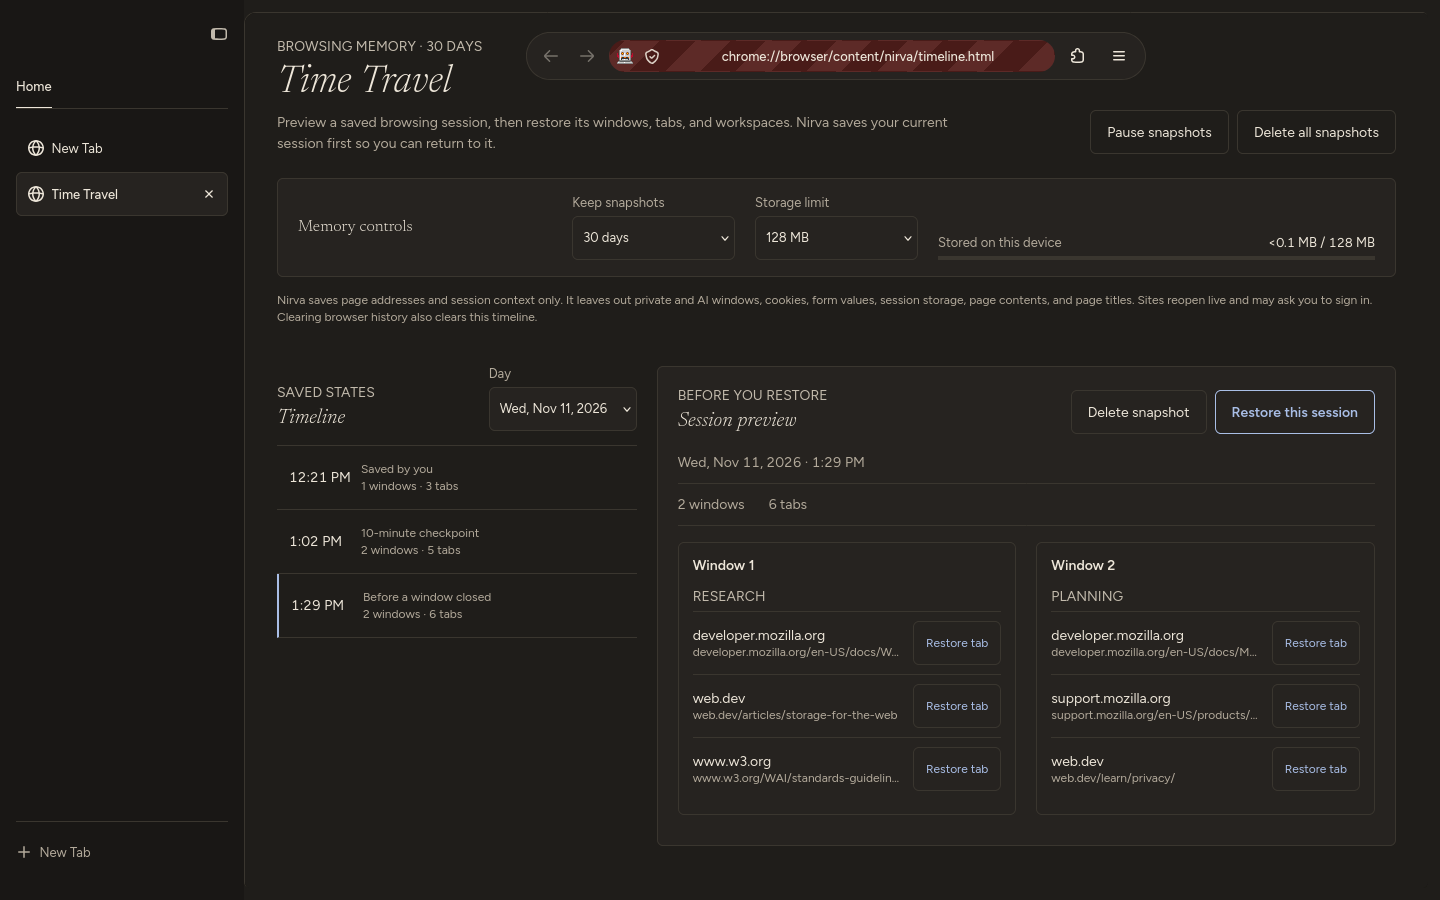 Home
New Tab
Time Travel
New Tab
chrome://browser/content/nirva/timeline.html
BROWSING MEMORY · 30 DAYS
Time Travel
Preview a saved browsing session, then restore its windows, tabs, and workspaces. Nirva saves your current
session first so you can return to it.
Pause snapshots
Delete all snapshots
Memory controls
Keep snapshots
30 days
Storage limit
128 MB
Stored on this device
<0.1 MB / 128 MB
Nirva saves page addresses and session context only. It leaves out private and AI windows, cookies, form values, session storage, page contents, and page titles. Sites reopen live and may ask you to sign in.
Clearing browser history also clears this timeline.
SAVED STATES
Timeline
Day
Wed, Nov 11, 2026
12:21 PM
Saved by you
1 windows · 3 tabs
1:02 PM
10-minute checkpoint
2 windows · 5 tabs
1:29 PM
Before a window closed
2 windows · 6 tabs
BEFORE YOU RESTORE
Session preview
Delete snapshot
Restore this session
Wed, Nov 11, 2026 · 1:29 PM
2 windows
6 tabs
Window 1
RESEARCH
developer.mozilla.org
developer.mozilla.org/en-US/docs/W...
Restore tab
web.dev
web.dev/articles/storage-for-the-web
Restore tab
www.w3.org
www.w3.org/WAI/standards-guidelin...
Restore tab
Window 2
PLANNING
developer.mozilla.org
developer.mozilla.org/en-US/docs/M...
Restore tab
support.mozilla.org
support.mozilla.org/en-US/products/...
Restore tab
web.dev
web.dev/learn/privacy/
Restore tab